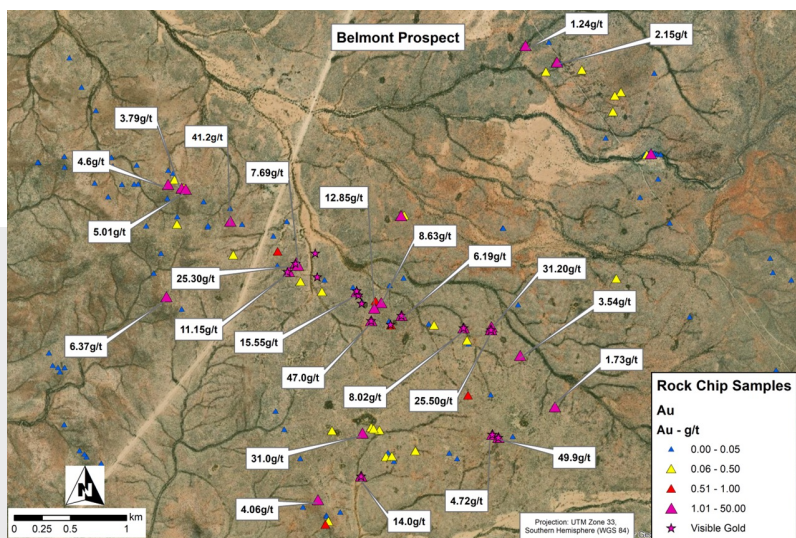 Belmont Prospect
1.24g/t
2.15g/t
3.79g/t
41.2g/t
4.6g/t
7.69g/t
12.85g/t
8.63g/t
5.01g/t
6.19g/t
31.20g/t
25.30g/t
3.54g/t
11.15g/t
15.55g/t
6.37g/t
1.73g/t
47.0g/t
8.02g/t
25.50g/t
31.0g/t
49.9g/t
4.72g/t
4.06g/t
14.0g/t
Rock Chip Samples
Au
Au - g/t
0.00 - 0.05
0.06 - 0.50
0.51 - 1.00
1.01 - 50.00
Visible Gold
N
km
0 0.25 0.5 1
Projection: UTM Zone 33,
Southern Hemisphere (WGS 84)